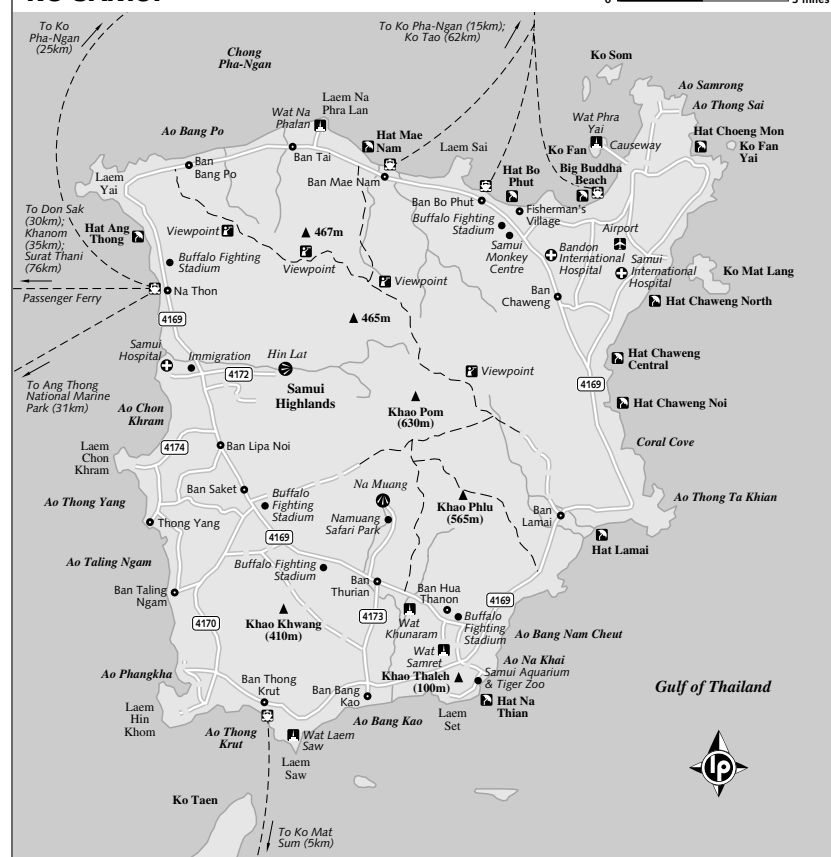 To Ko
Pha-Ngan
(25km)
To Ko Pha-Ngan (15km);
Ko Tao (62km)
Chong
Pha-Ngan
Ko Som
Ao Samrong
Ao Thong Sai
Laem Na
Phra Lan
Wat Na
Phalan
Wat Phra
Yai
Ao Bang Po
Hat Mae
Nam
Laem Sai
Ko Fan
Causeway
Hat Choeng Mon
Ko Fan
Yai
Ban Tai
Ban
Bang Po
Hat Bo
Phut
Big Buddha
Beach
Laem
Yai
Ban Mae Nam
Ban Bo Phut
Fisherman's
Village
To Don Sak
(30km);
Khanom
(35km);
Surat Thani
(76km)
Hat Ang
Thong
Viewpoint
467m
Buffalo Fighting
Stadium
Airport
Samui
Monkey
Centre
Bandon
International
Hospital
Samui
International
Hospital
Buffalo Fighting
Stadium
Viewpoint
Viewpoint
Ko Mat Lang
Passenger Ferry
Na Thon
Ban
Chaweng
Hat Chaweng North
4169
465m
Samui
Hospital
Immigration
Hin Lat
4172
Samui
Highlands
Viewpoint
Hat Chaweng
Central
4169
To Ang Thong
National Marine
Park (31km)
Khao Pom
(630m)
Hat Chaweng Noi
Ao Chon
Khram
Coral Cove
4174
Ban Lipa Noi
Laem
Chon
Khram
Ban Saket
Na Muang
Buffalo
Fighting
Stadium
Khao Phlu
(565m)
Ao Thong Ta Khian
Ao Thong Yang
Thong Yang
Namuang
Safari Park
Ban
Lamai
4169
Hat Lamai
Ao Taling Ngam
Buffalo Fighting
Stadium
Ban Taling
Ngam
Ban
Thurian
Ban Hua
Thanon
4169
4170
Khao Khwang
(410m)
4173
Wat
Khunaram
Buffalo
Fighting
Stadium
Ao Bang Nam Cheut
Wat
Samret
Ao Na Khai
Ao Phangkha
Khao Thaleh
(100m)
Samui Aquarium
& Tiger Zoo
Gulf of Thailand
Ban Thong
Krut
Ban Bang
Kao
Hat Na
Thian
Laem
Hin
Khom
Ao Thong
Krut
Wat Laem
Saw
Ao Bang Kao
Laem
Set
Laem
Saw
lp
Ko Taen
To Ko Mat
Sum (5km)